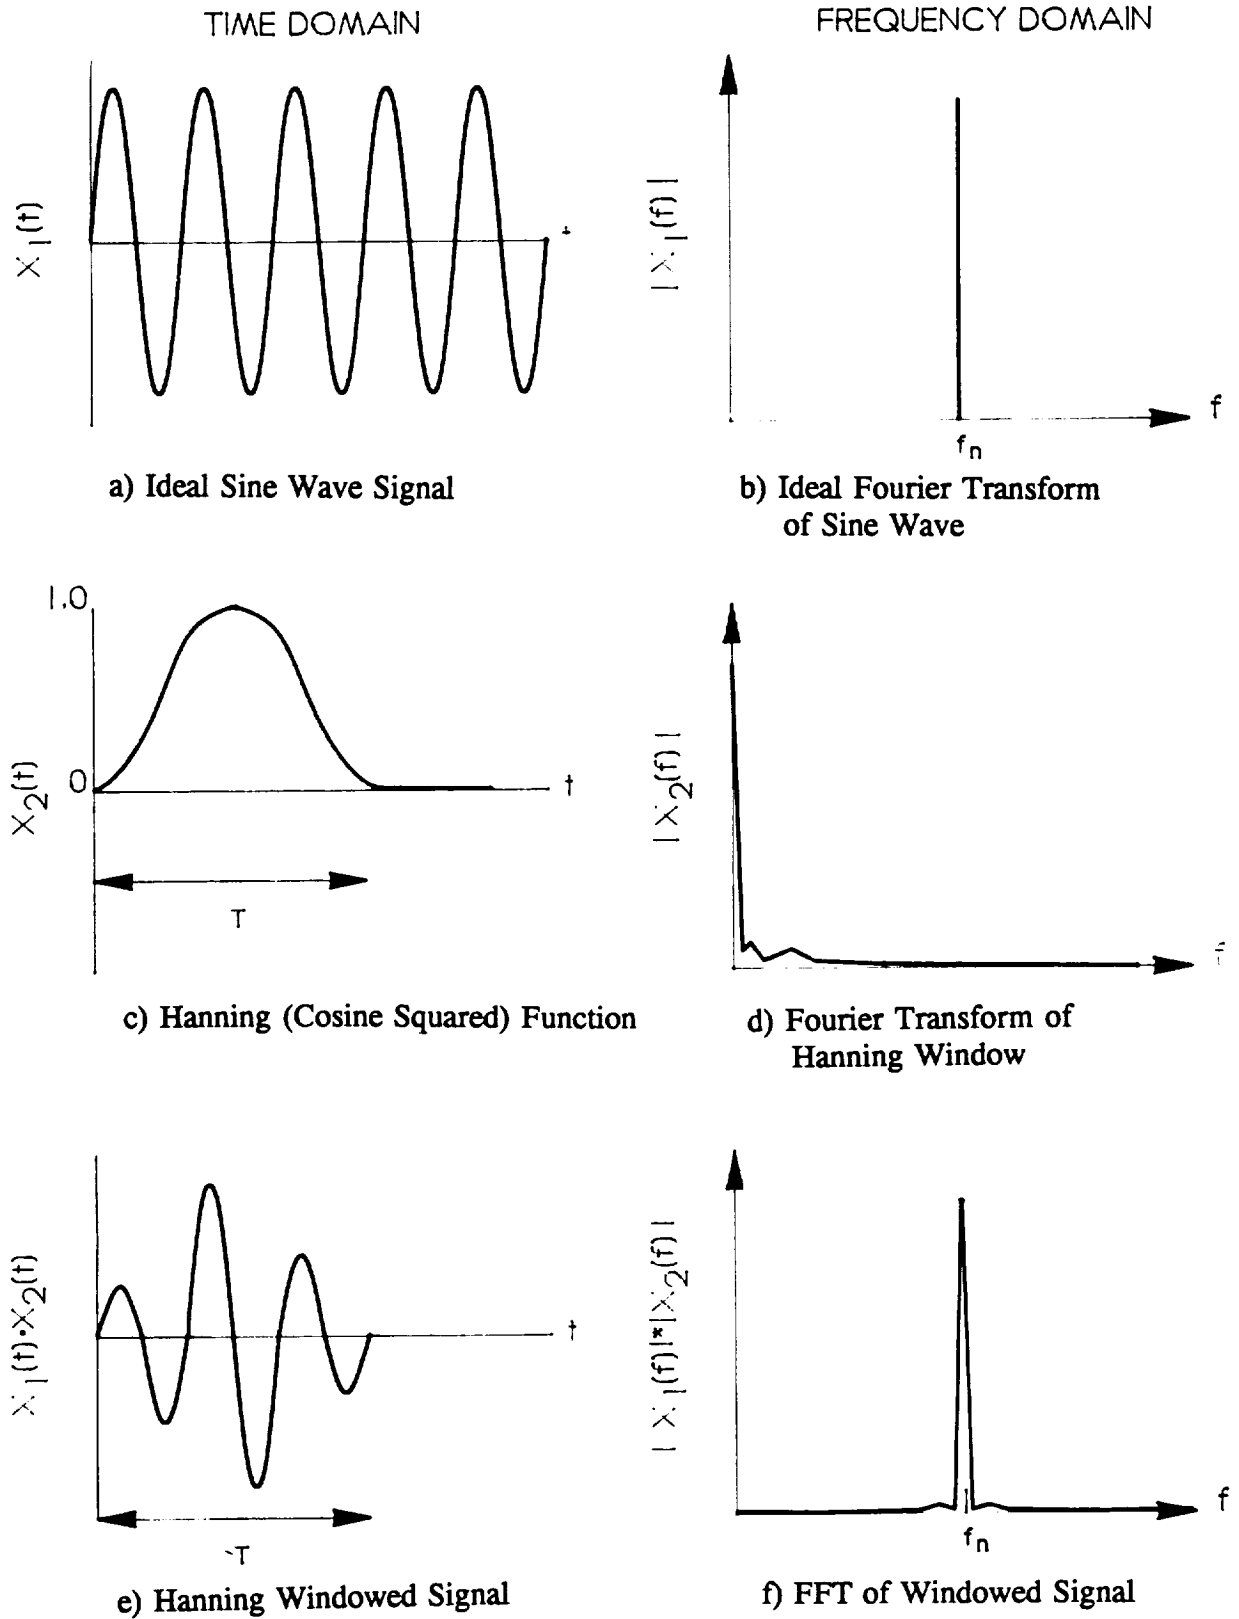 TIME DOMAIN
FREQUENCY DOMAIN
X1(t)
t
|X1(f)|
f
fn
a) Ideal Sine Wave Signal
b) Ideal Fourier Transform
of Sine Wave
1.0
X2(t)
0
t
T
|X2(f)|
f
c) Hanning (Cosine Squared) Function
d) Fourier Transform of
Hanning Window
X1(t)•X2(t)
t
T
|X1(f)|*|X2(f)|
f
fn
e) Hanning Windowed Signal
f) FFT of Windowed Signal